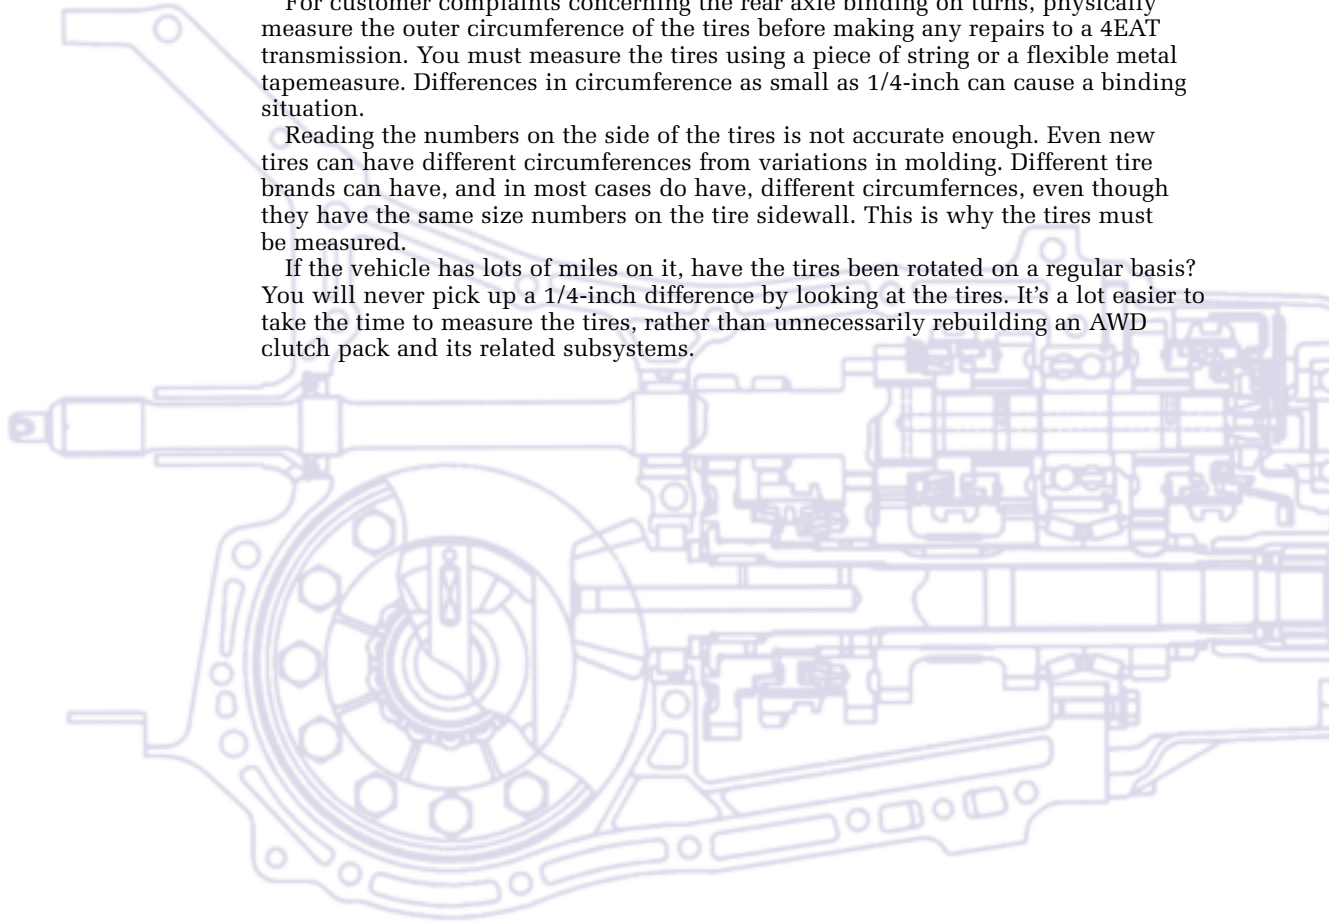 For customer complaints concerning the rear axle binding on turns, physically
measure the outer circumference of the tires before making any repairs to a 4EAT
transmission. You must measure the tires using a piece of string or a flexible metal
tapemeasure. Differences in circumference as small as 1/4-inch can cause a binding
situation.
Reading the numbers on the side of the tires is not accurate enough. Even new
tires can have different circumferences from variations in molding. Different tire
brands can have, and in most cases do have, different circumfernces, even though
they have the same size numbers on the tire sidewall. This is why the tires must
be measured.
If the vehicle has lots of miles on it, have the tires been rotated on a regular basis?
You will never pick up a 1/4-inch difference by looking at the tires. It’s a lot easier to
take the time to measure the tires, rather than unnecessarily rebuilding an AWD
clutch pack and its related subsystems.